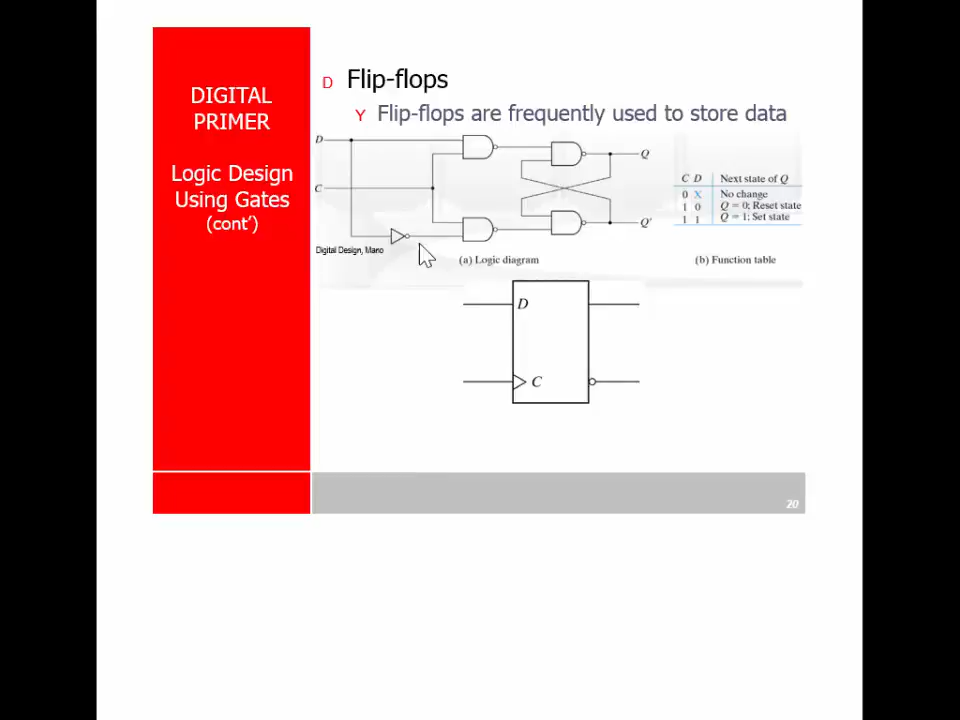 DIGITAL
PRIMER
Logic Design
Using Gates
(cont’)
D Flip-flops
Y Flip-flops are frequently used to store data
D
C
Q
Q'
Digital Design, Mano
(a) Logic diagram
C D Next state of Q
0 X No change
1 0 Q = 0; Reset state
1 1 Q = 1; Set state
(b) Function table
D
C
20